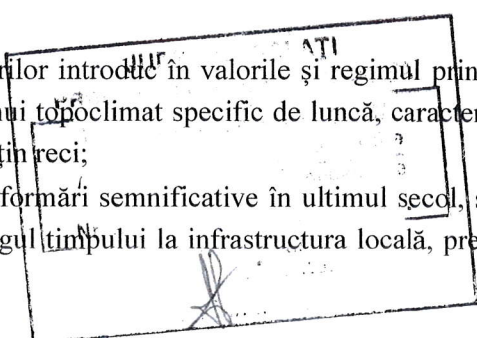 rilor introduc în valorile și regimul prin
ui topoclimat specific de luncă, caracter
țin reci;
formări semnificative în ultimul secol, s
gul timpului la infrastructura locală, pre